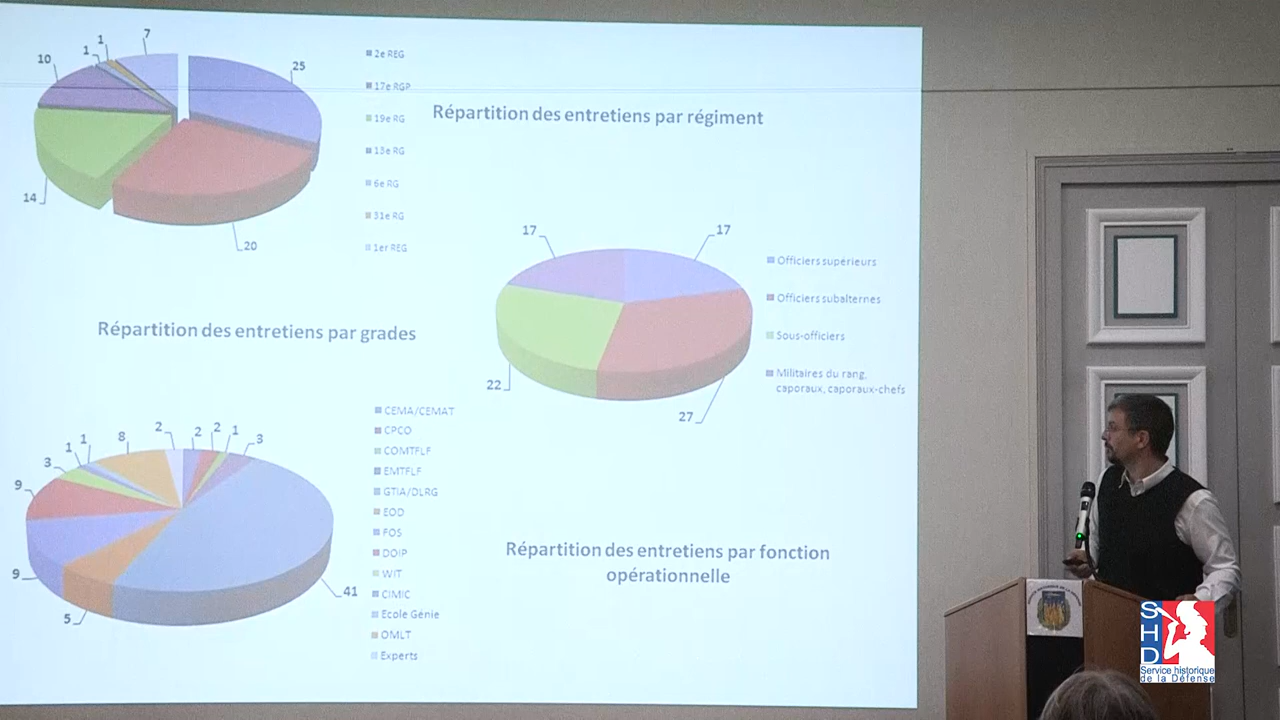 7
1
1
10
25
14
20
2e REG
17e RGP
19e RG
13e RG
6e RG
31e RG
1er REG
Répartition des entretiens par régiment
17
17
22
27
Officiers supérieurs
Officiers subalternes
Sous-officiers
Militaires du rang,
caporaux, caporaux-chefs
Répartition des entretiens par grades
2
2
2
1
3
8
1
1
3
9
9
5
41
CEMA/CEMAT
CPCO
COMTFLF
EMTFLF
GTIA/DLRG
EOD
FOS
DOIP
WIT
CIMIC
Ecole Génie
OMLT
Experts
Répartition des entretiens par fonction
opérationnelle
SHD
Service historique
de la Défense